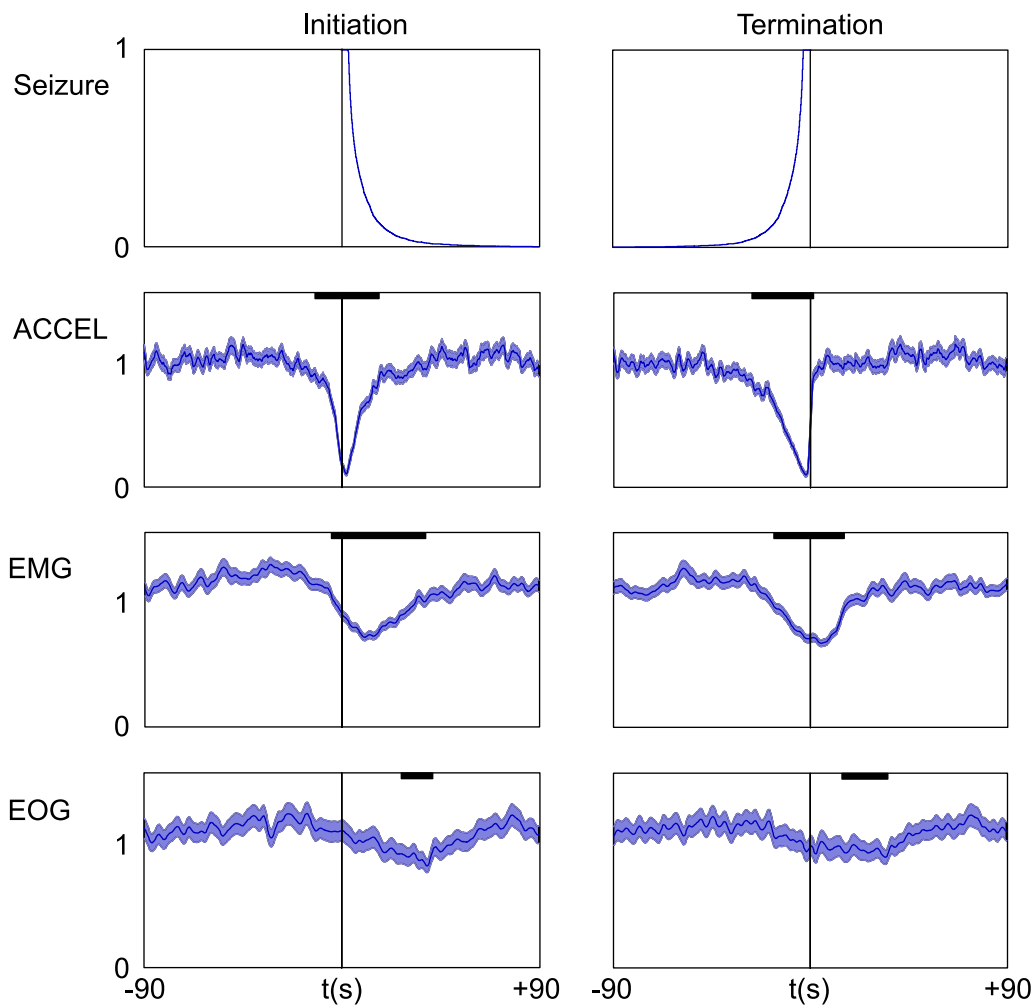 Initiation Termination
1
Seizure
0
ACCEL
1
0
EMG
1
0
EOG
1
0
-90 t(s) +90 -90 t(s) +90